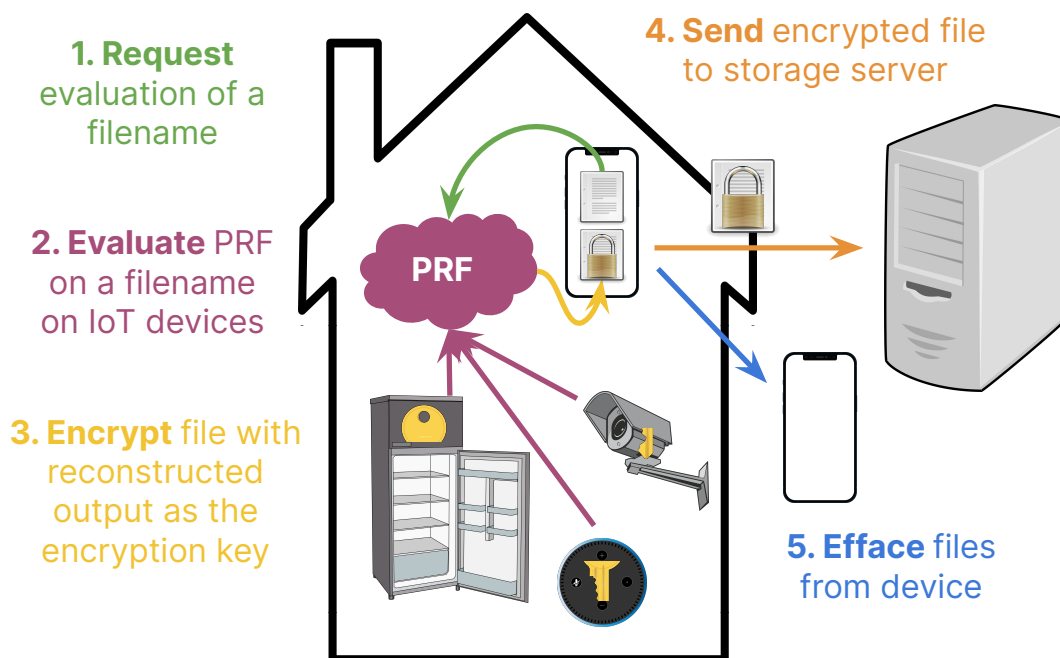 1. Request
evaluation of a
filename
2. Evaluate PRF
on a filename
on IoT devices
3. Encrypt file with
reconstructed
output as the
encryption key
PRF
4. Send encrypted file
to storage server
5. Efface files
from device